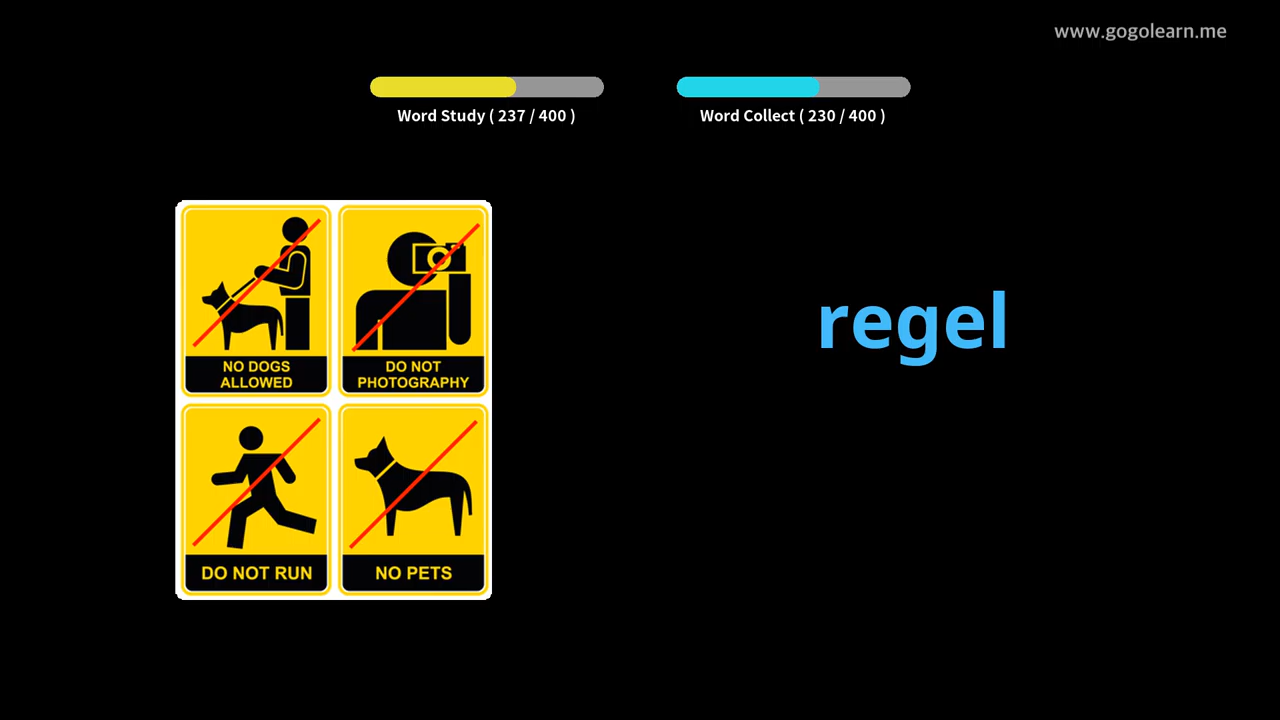 www.gogolearn.me
Word Study ( 237 / 400 )
Word Collect ( 230 / 400 )
NO DOGS
ALLOWED
DO NOT
PHOTOGRAPHY
DO NOT RUN
NO PETS
regel